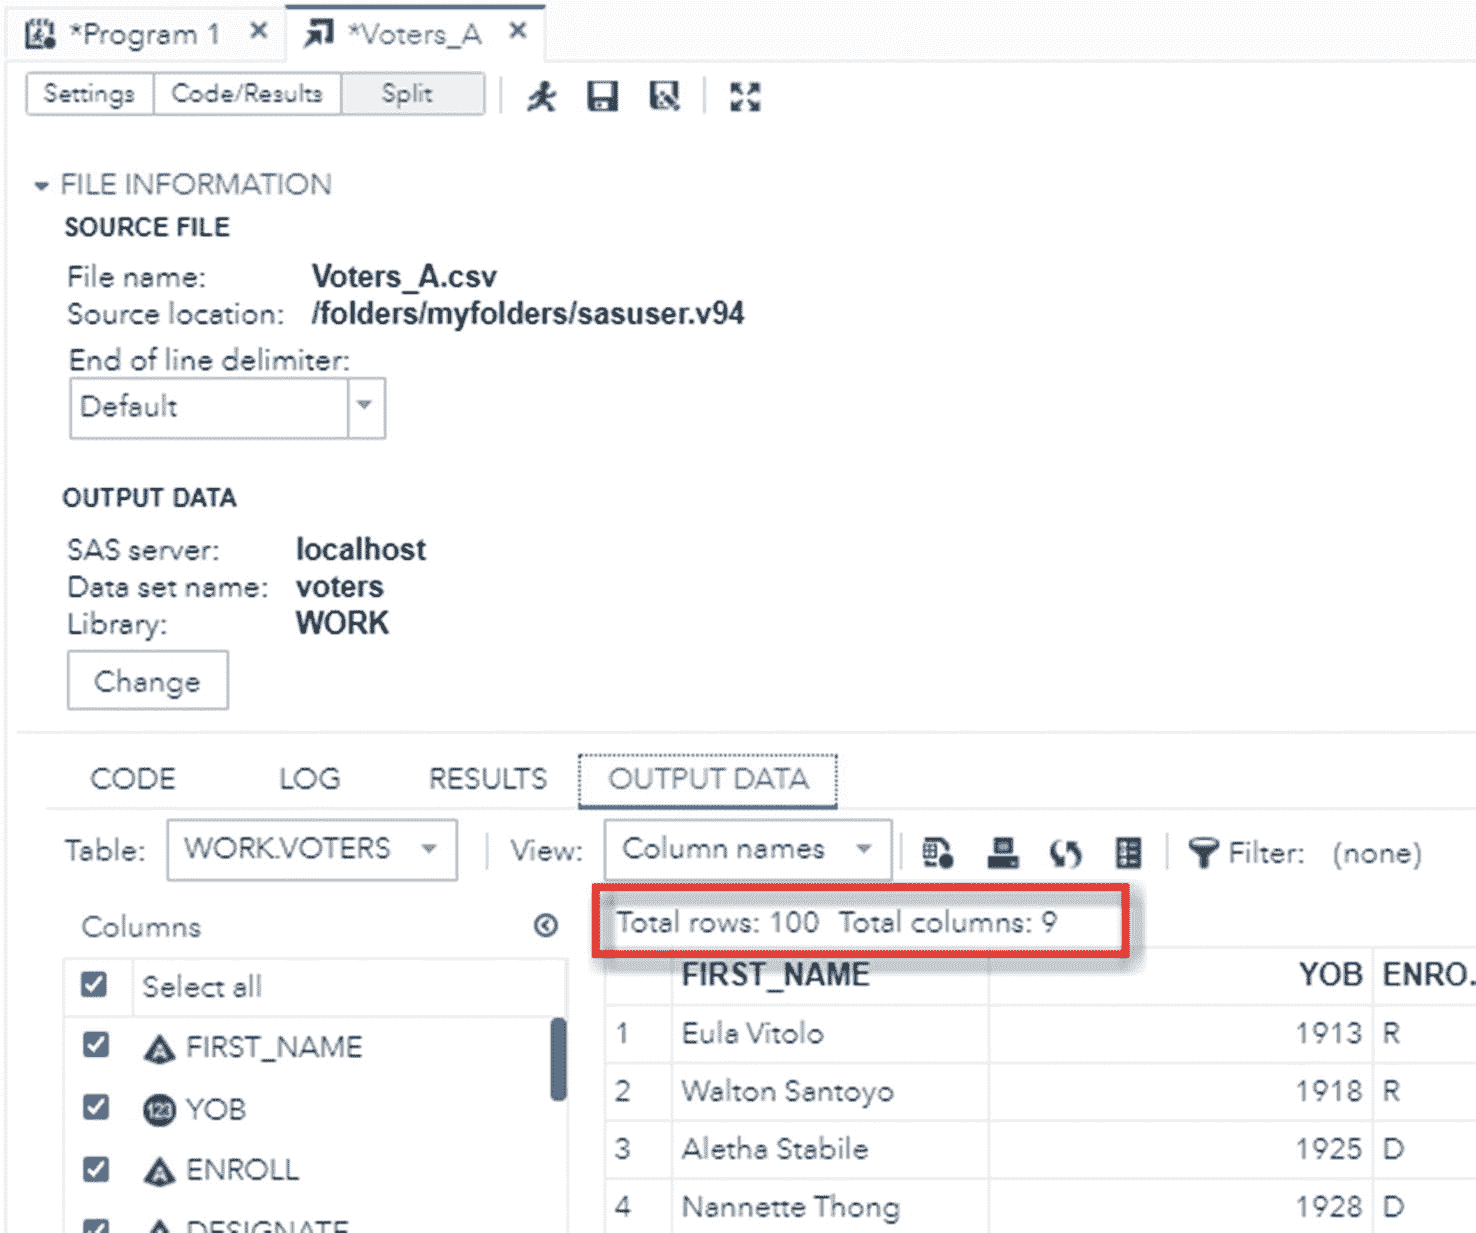 *Program 1 × *Voters_A ×
Settings Code/Results Split
FILE INFORMATION
SOURCE FILE
File name: Voters_A.csv
Source location: /folders/myfolders/sasuser.v94
End of line delimiter:
Default
OUTPUT DATA
SAS server: localhost
Data set name: voters
Library: WORK
Change
CODE LOG RESULTS OUTPUT DATA
Table: WORK.VOTERS View: Column names Filter: (none)
Columns Total rows: 100 Total columns: 9
FIRST_NAME YOB ENRO...
Select all
1 Eula Vitolo 1913 R
FIRST_NAME
2 Walton Santoyo 1918 R
123 YOB
3 Aletha Stabile 1925 D
ENROLL
4 Nannette Thong 1928 D
DESIGNATE